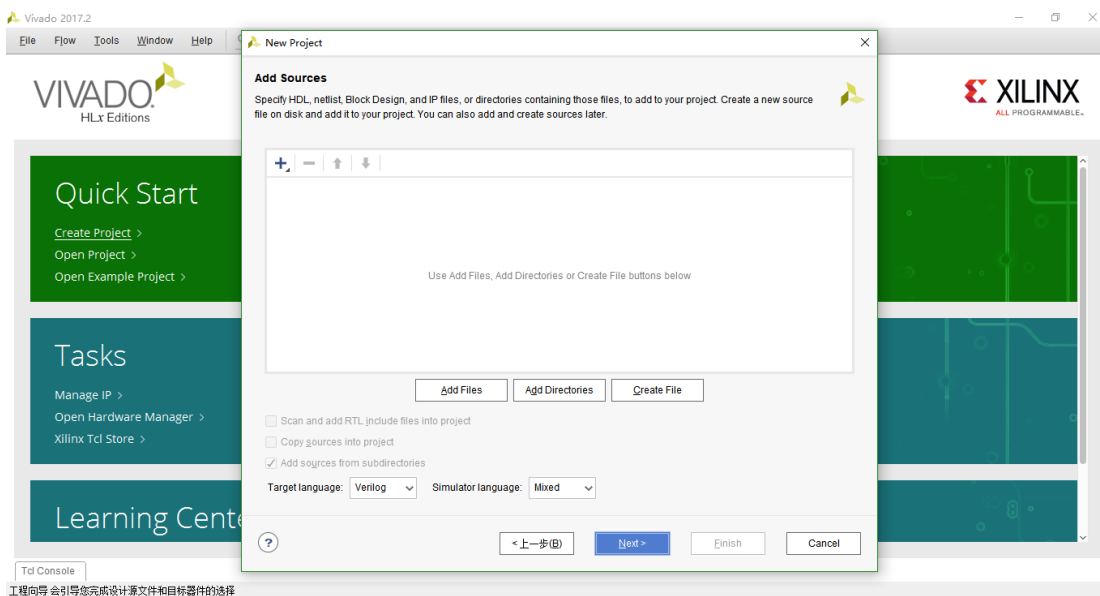 Vivado 2017.2
File Flow Tools Window Help
VIVADO.
HLx Editions
XILINX
ALL PROGRAMMABLE.
Quick Start
Create Project >
Open Project >
Open Example Project >
Tasks
Manage IP >
Open Hardware Manager >
Xilinx Tcl Store >
Learning Cente
Tcl Console
工程向导 会引导您完成设计源文件和目标器件的选择
New Project
Add Sources
Specify HDL, netlist, Block Design, and IP files, or directories containing those files, to add to your project. Create a new source
file on disk and add it to your project. You can also add and create sources later.
Use Add Files, Add Directories or Create File buttons below
Add Files Add Directories Create File
Scan and add RTL include files into project
Copy sources into project
Add sources from subdirectories
Target language: Verilog Simulator language: Mixed
? <上一步(B) Next > Finish Cancel